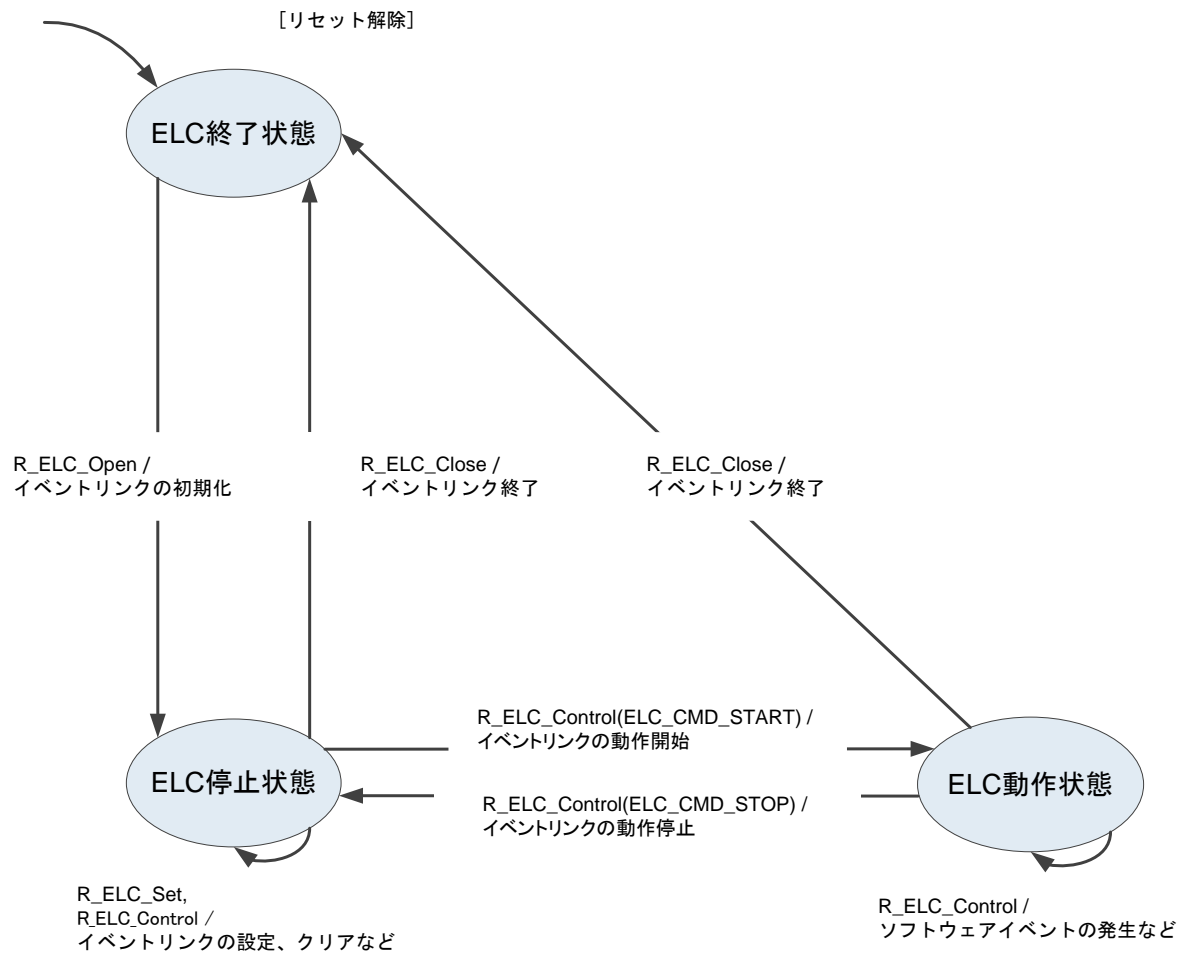 [リセット解除]
ELC終了状態
R_ELC_Open /
イベントリンクの初期化
R_ELC_Close /
イベントリンク終了
R_ELC_Close /
イベントリンク終了
R_ELC_Control(ELC_CMD_START) /
イベントリンクの動作開始
ELC停止状態
ELC動作状態
R_ELC_Control(ELC_CMD_STOP) /
イベントリンクの動作停止
R_ELC_Set,
R_ELC_Control /
イベントリンクの設定、クリアなど
R_ELC_Control /
ソフトウェアイベントの発生など